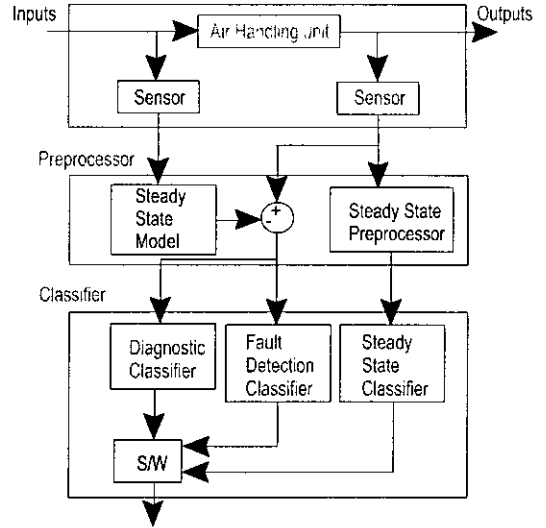 Inputs
Outputs
Air Handling Unit
Sensor
Sensor
Preprocessor
Steady
State
Model
+
-
Steady State
Preprocessor
Classifier
Diagnostic
Classifier
Fault
Detection
Classifier
Steady
State
Classifier
S/W